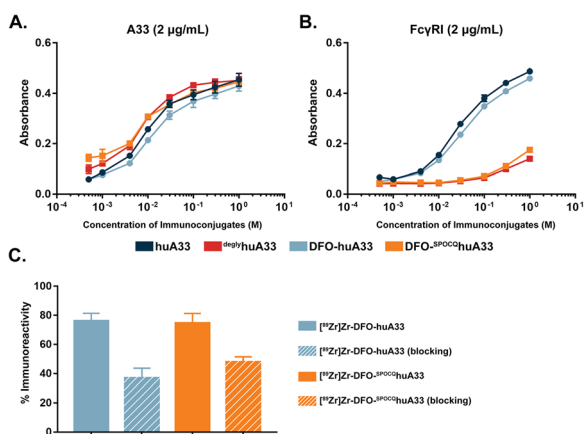 A.
A33 (2 µg/mL)
Absorbance
0.6
0.4
0.2
0.0
10⁻⁴ 10⁻³ 10⁻² 10⁻¹ 10⁰ 10¹
Concentration of Immunoconjugates (M)
B.
FcγRI (2 µg/mL)
Absorbance
0.6
0.4
0.2
0.0
10⁻⁴ 10⁻³ 10⁻² 10⁻¹ 10⁰ 10¹
Concentration of Immunoconjugates (M)
huA33 deglyhuA33 DFO-huA33 DFO-SPOCQhuA33
C.
% Immunoreactivity
100
80
60
40
20
0
[⁸⁹Zr]Zr-DFO-huA33
[⁸⁹Zr]Zr-DFO-huA33 (blocking)
[⁸⁹Zr]Zr-DFO-SPOCQhuA33
[⁸⁹Zr]Zr-DFO-SPOCQhuA33 (blocking)